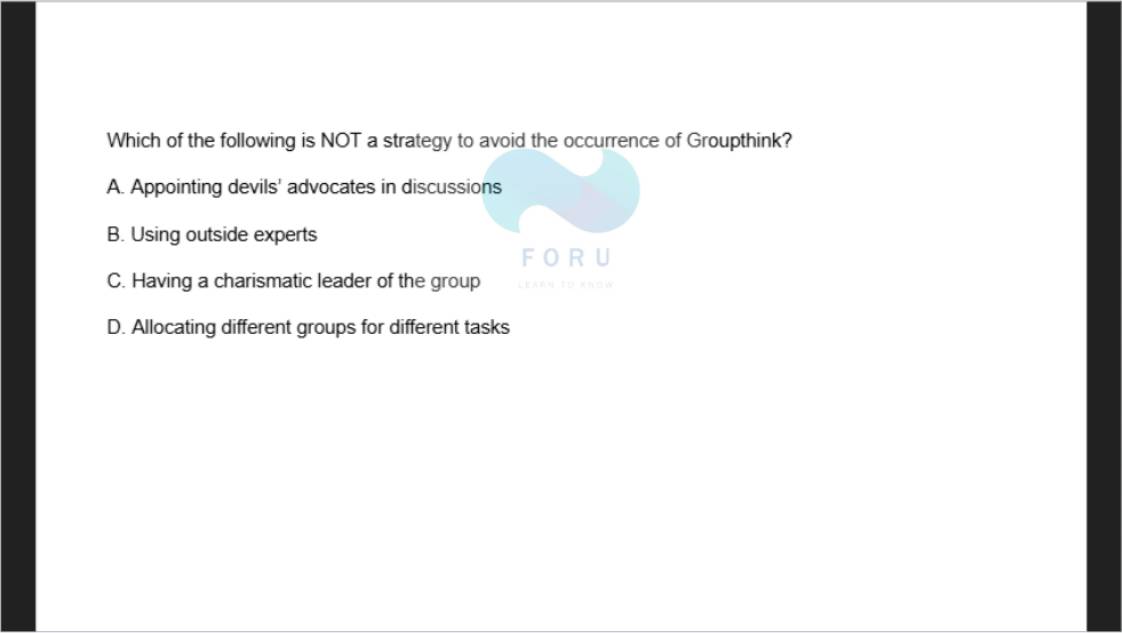 Which of the following is NOT a strategy to avoid the occurrence of Groupthink?
A. Appointing devils' advocates in discussions
B. Using outside experts
FORU
C. Having a charismatic leader of the group
LEARN TO KNOW
D. Allocating different groups for different tasks